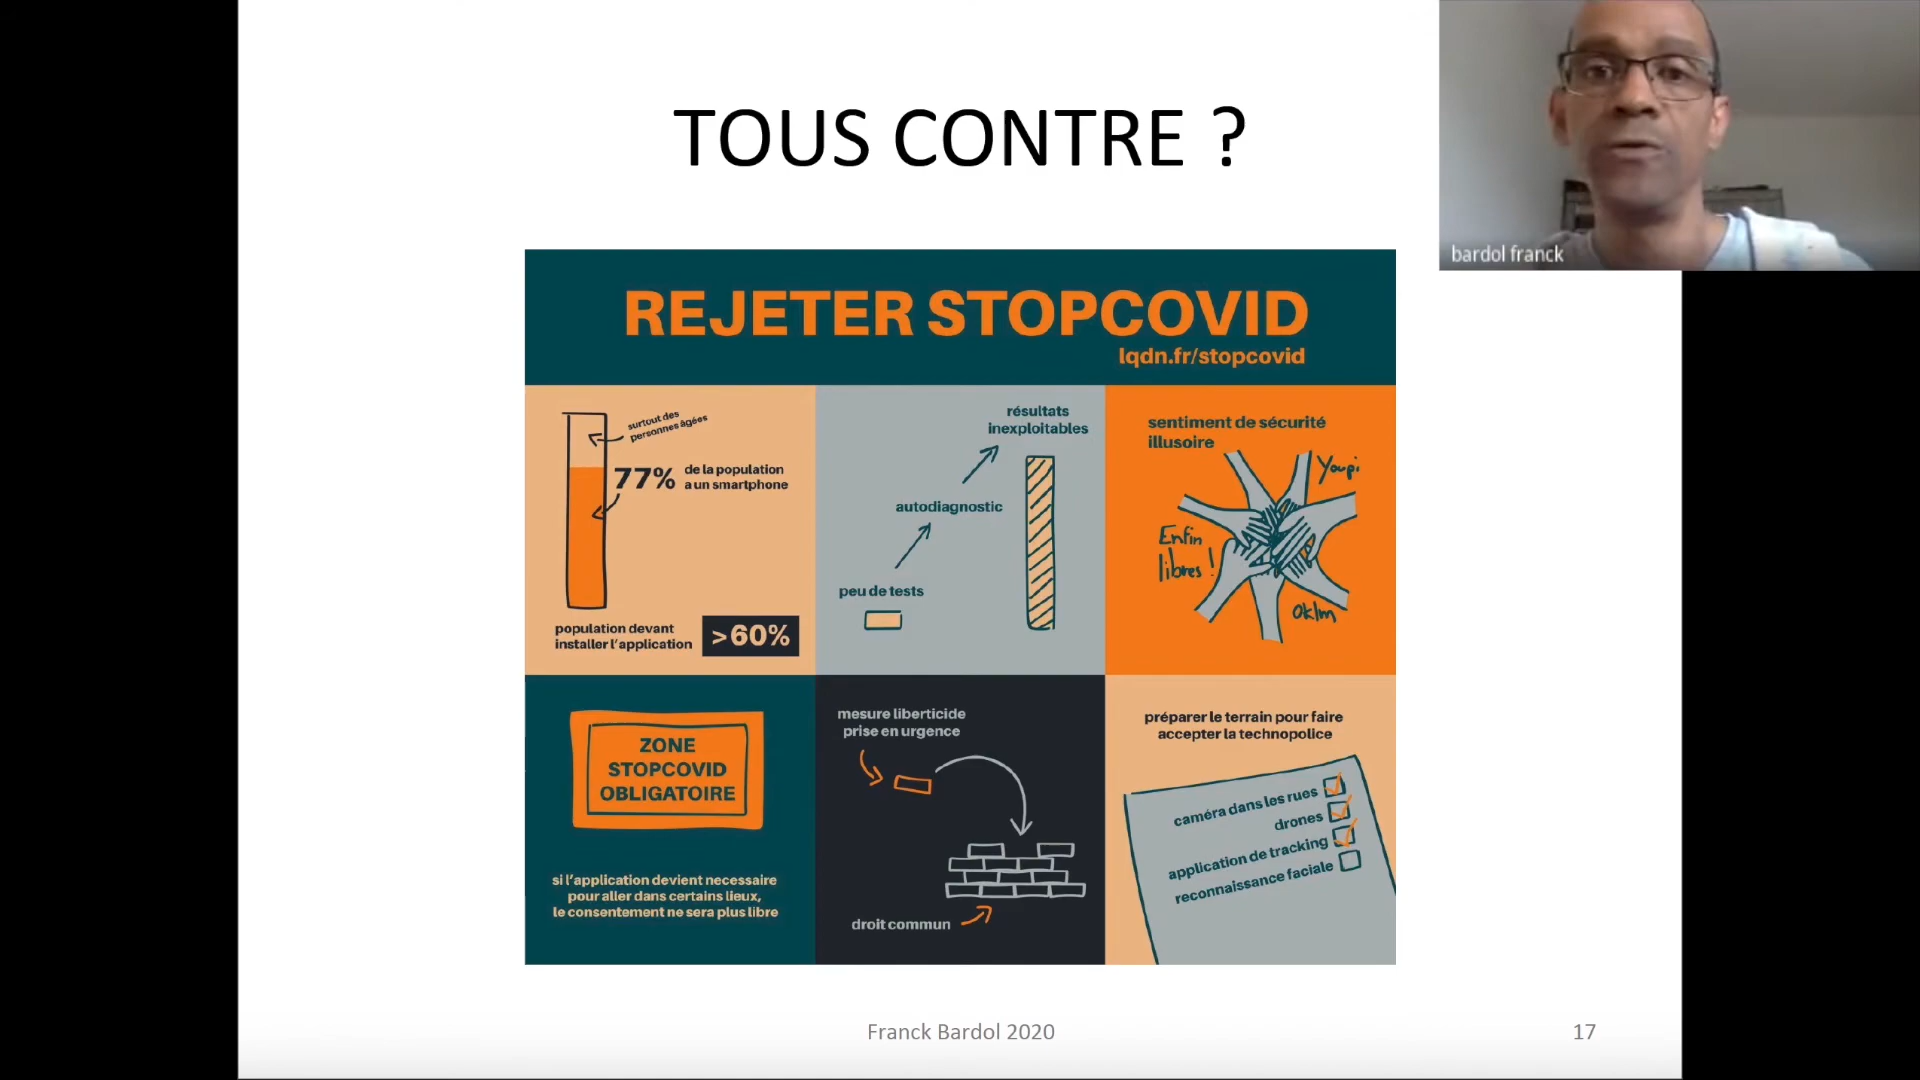 TOUS CONTRE ?
bardol franck
REJETER STOPCOVID
lqdn.fr/stopcovid
surtout des
personnes âgées
77%
de la population
a un smartphone
population devant
installer l'application
>60%
résultats
inexploitables
autodiagnostic
peu de tests
sentiment de sécurité
illusoire
Youpi
Enfin
libres !
Oklm
ZONE
STOPCOVID
OBLIGATOIRE
si l'application devient necessaire
pour aller dans certains lieux,
le consentement ne sera plus libre
mesure liberticide
prise en urgence
droit commun
préparer le terrain pour faire
accepter la technopolice
caméra dans les rues
drones
application de tracking
reconnaissance faciale
Franck Bardol 2020
17